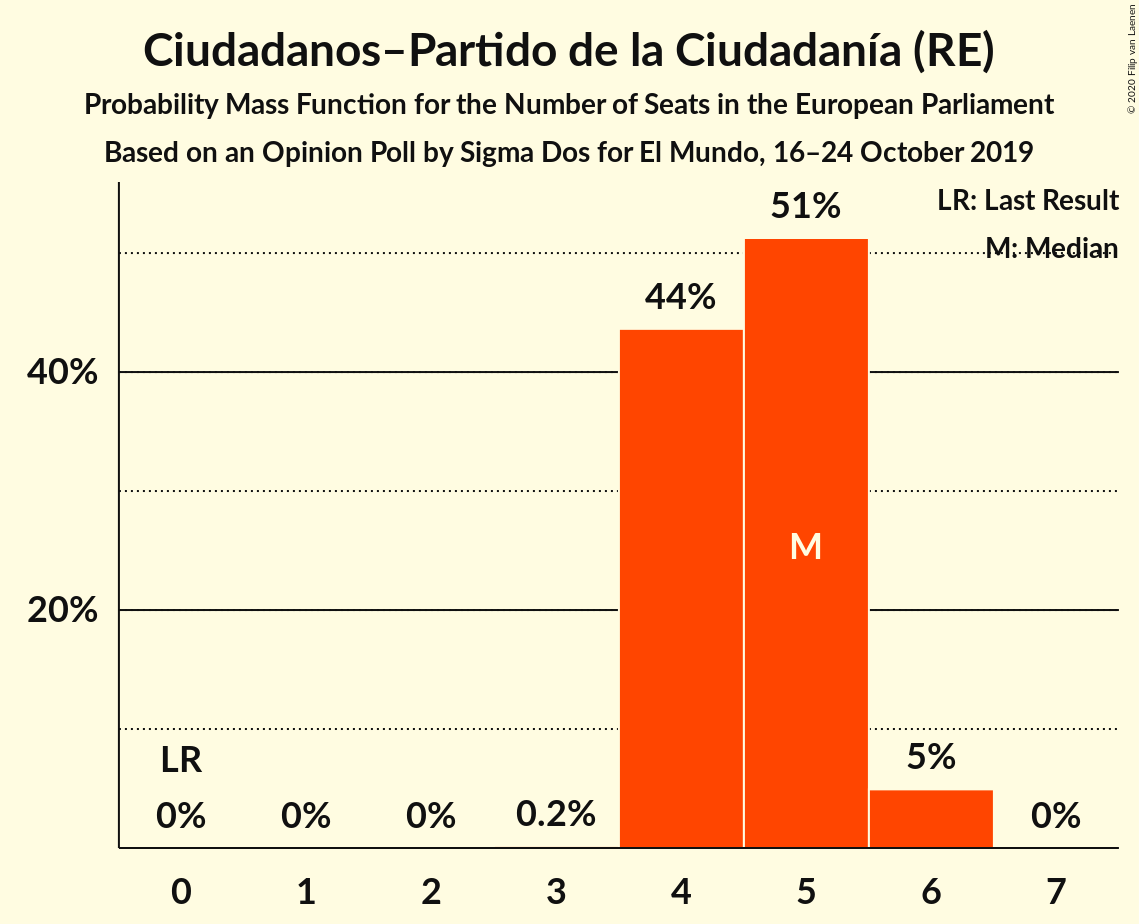 Ciudadanos–Partido de la Ciudadanía (RE)
Probability Mass Function for the Number of Seats in the European Parliament
Based on an Opinion Poll by Sigma Dos for El Mundo, 16–24 October 2019
© 2020 Filip van Laenen
LR: Last Result
M: Median
51%
44%
40%
M
20%
LR
5%
0% 0% 0% 0.2% 0%
0 1 2 3 4 5 6 7